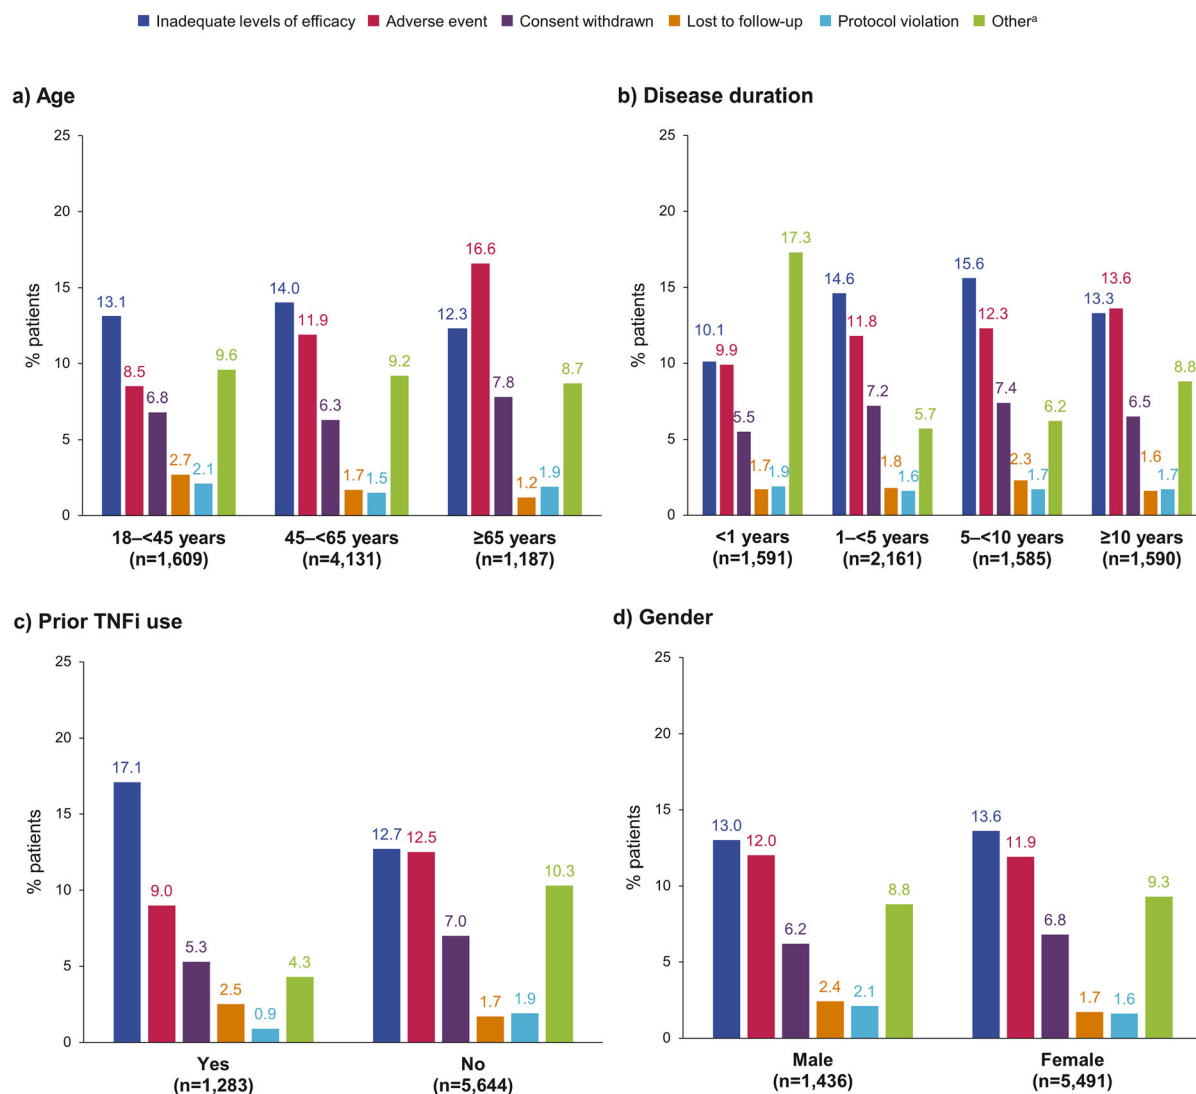 Inadequate levels of efficacy Adverse event Consent withdrawn Lost to follow-up Protocol violation Otherᵃ
a) Age
% patients
25
20
15
10
5
0
13.1 8.5 6.8 2.7 2.1 9.6
14.0 11.9 6.3 1.7 1.5 9.2
12.3 16.6 7.8 1.2 1.9 8.7
18–<45 years 45–<65 years ≥65 years
(n=1,609) (n=4,131) (n=1,187)
b) Disease duration
% patients
25
20
15
10
5
0
10.1 9.9 5.5 1.7 1.9 17.3
14.6 11.8 7.2 1.8 1.6 5.7
15.6 12.3 7.4 2.3 1.7 6.2
13.3 13.6 6.5 1.6 1.7 8.8
<1 years 1–<5 years 5–<10 years ≥10 years
(n=1,591) (n=2,161) (n=1,585) (n=1,590)
c) Prior TNFi use
% patients
25
20
15
10
5
0
17.1 9.0 5.3 2.5 0.9 4.3
12.7 12.5 7.0 1.7 1.9 10.3
Yes No
(n=1,283) (n=5,644)
d) Gender
% patients
25
20
15
10
5
0
13.0 12.0 6.2 2.4 2.1 8.8
13.6 11.9 6.8 1.7 1.6 9.3
Male Female
(n=1,436) (n=5,491)